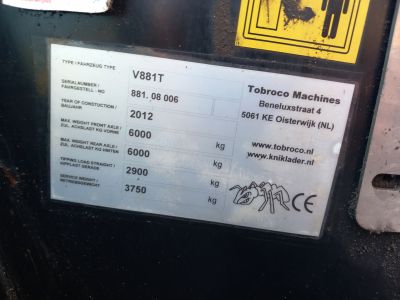 TYPE / FAHRZEUG TYPE V881T
SERIALNUMBER / FAHRGESTELL - NO 881. 08 006
YEAR OF CONSTUCTION / BAUJAHR 2012
MAX. WEIGHT FRONT AXLE / ZUL. ACHSLAST KG VORNE 6000 kg
MAX. WEIGHT REAR AXLE / ZUL. ACHSLAST KG HINTEN 6000 kg
TIPPING LOAD STRAIGHT / KIPPLAST GERADE 2900 kg
SERVICE WEIGHT / BETRIEBSGEWICHT 3750 kg
Tobroco Machines
Beneluxstraat 4
5061 KE Oisterwijk (NL)
www.tobroco.nl
www.kniklader.nl
CE